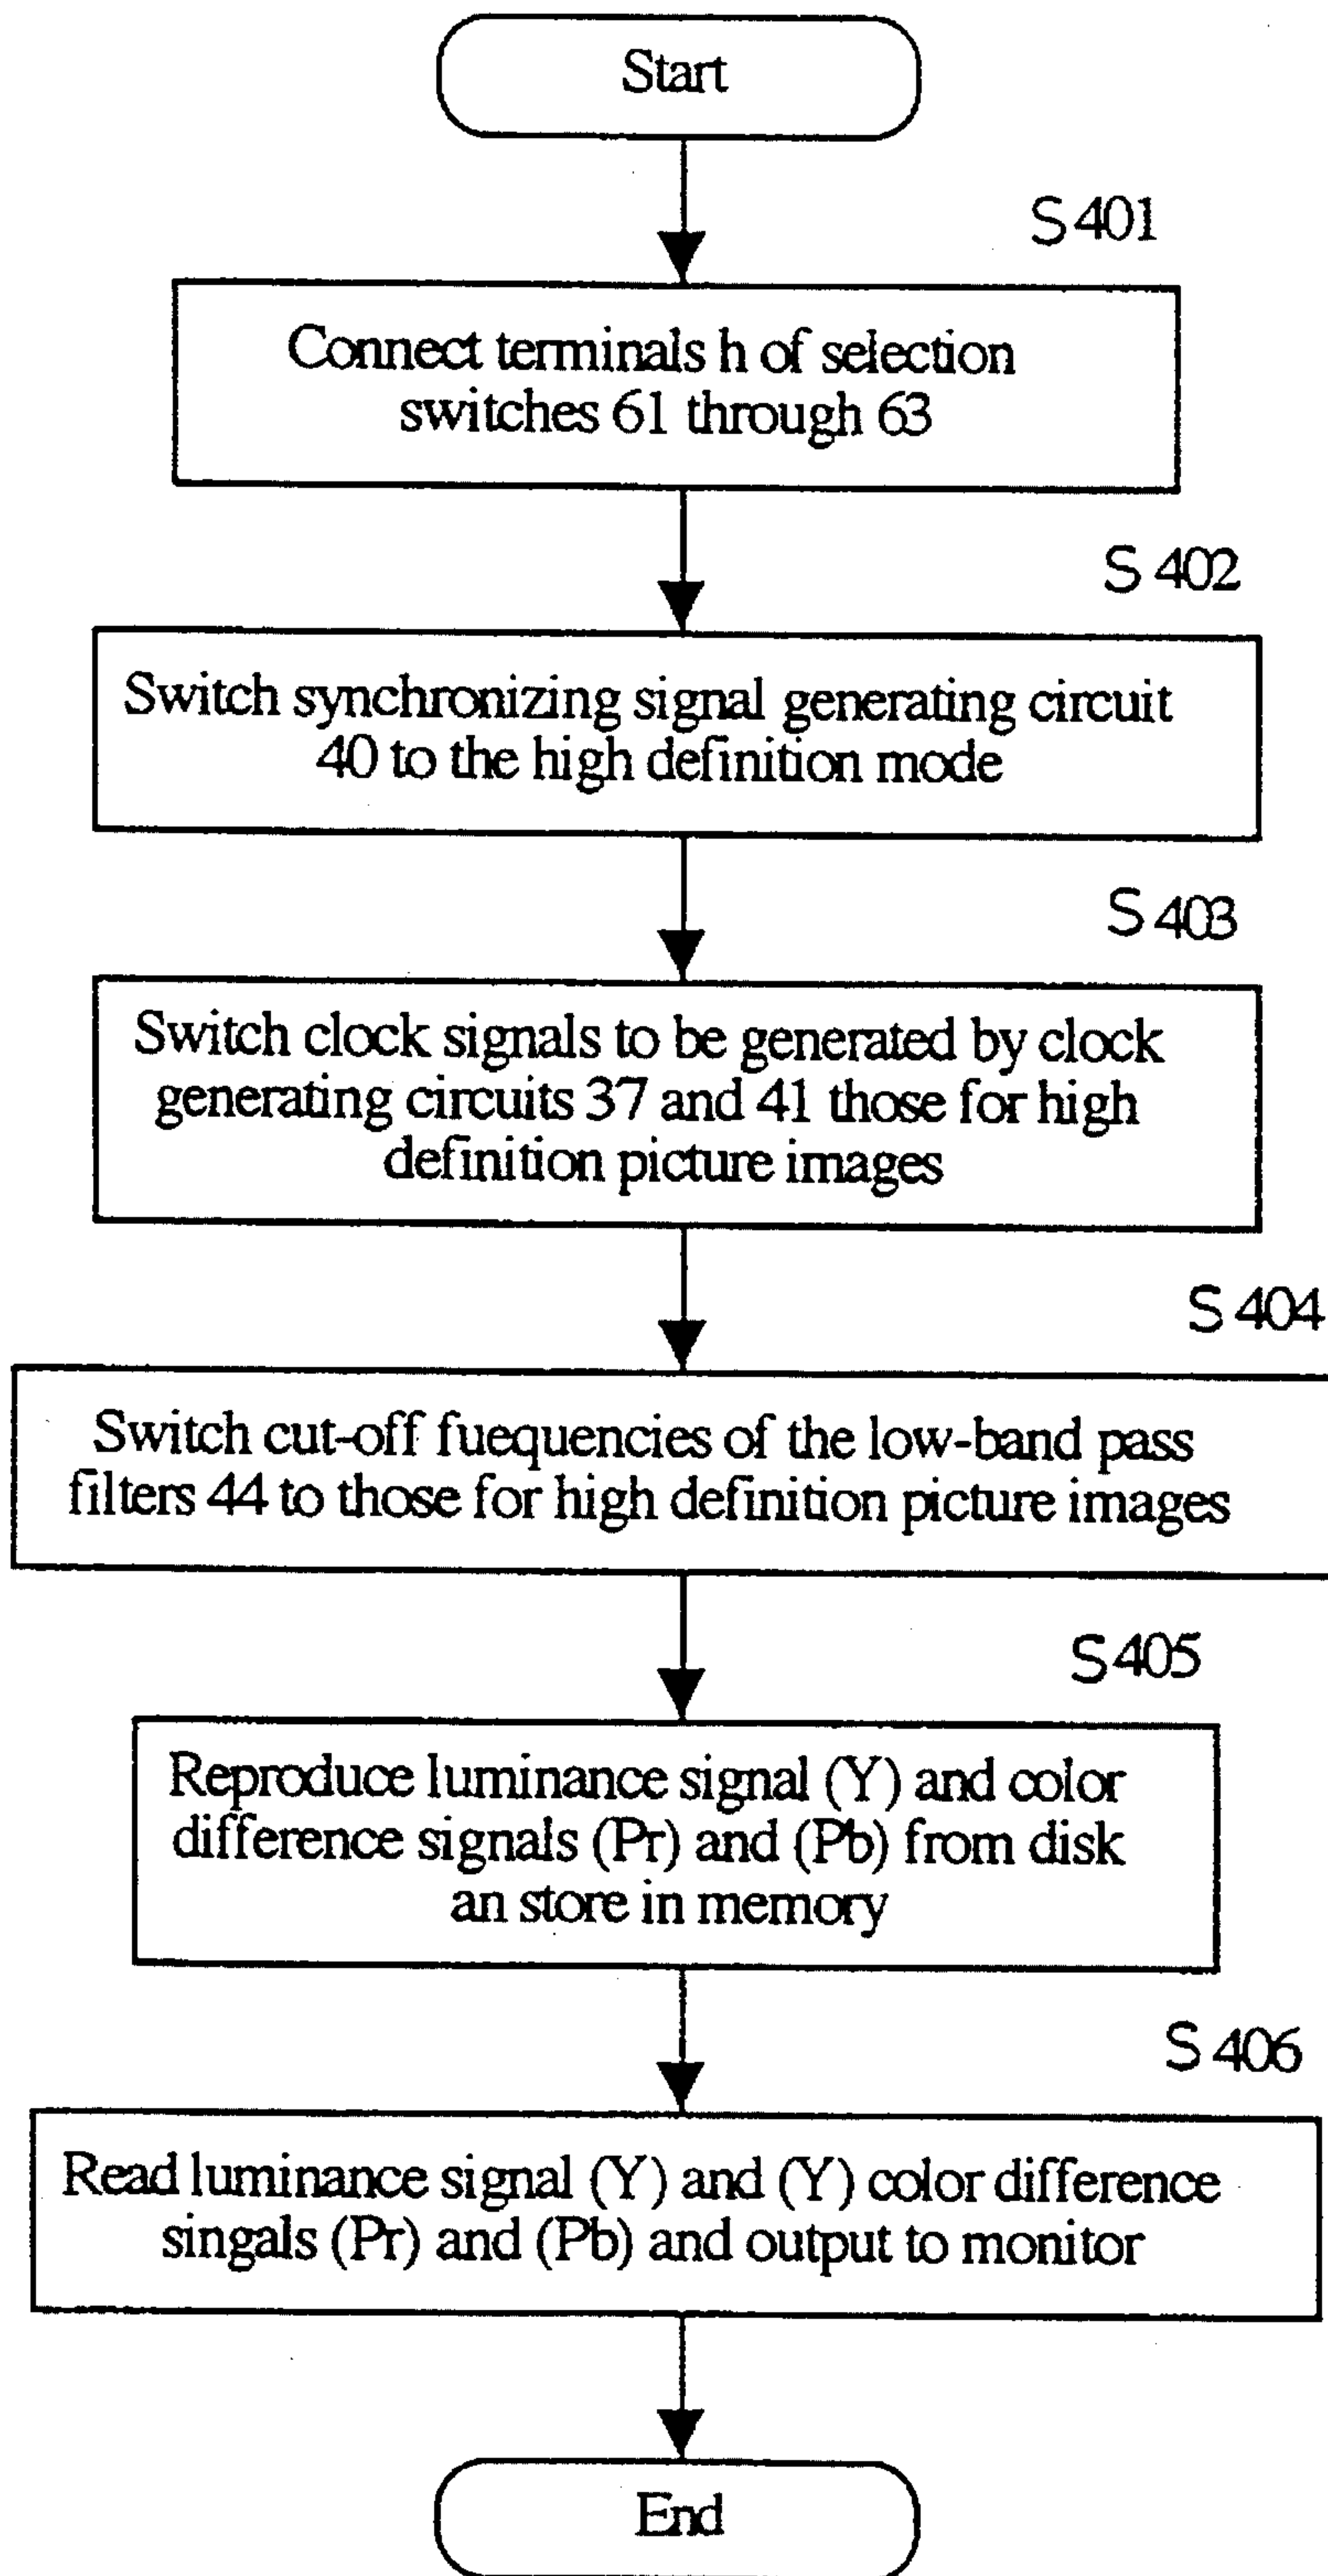 Start
S401
Connect terminals h of selection
switches 61 through 63
S 402
Switch synchronizing signal generating circuit
40 to the high definition mode
S 403
Switch clock signals to be generated by clock
generating circuits 37 and 41 those for high
definition picture images
S 404
Switch cut-off fuequencies of the low-band pass
filters 44 to those for high definition picture images
S 405
Reproduce luminance signal (Y) and color
difference signals (Pr) and (Pb) from disk
an store in memory
S 406
Read luminance signal (Y) and (Y) color difference
singals (Pr) and (Pb) and output to monitor
End